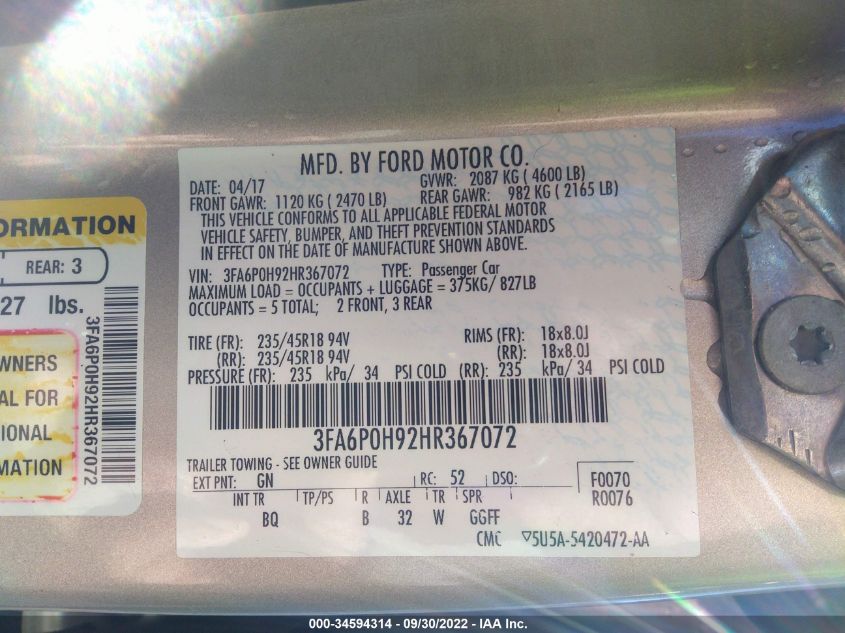 MFD. BY FORD MOTOR CO.
DATE: 04/17 GVWR: 2087 KG ( 4600 LB)
FRONT GAWR: 1120 KG ( 2470 LB) REAR GAWR: 982 KG ( 2165 LB)
THIS VEHICLE CONFORMS TO ALL APPLICABLE FEDERAL MOTOR
VEHICLE SAFETY, BUMPER, AND THEFT PREVENTION STANDARDS
IN EFFECT ON THE DATE OF MANUFACTURE SHOWN ABOVE.
VIN: 3FA6P0H92HR367072 TYPE: Passenger Car
MAXIMUM LOAD = OCCUPANTS + LUGGAGE = 375KG/ 827LB
OCCUPANTS = 5 TOTAL; 2 FRONT, 3 REAR
TIRE (FR): 235/45R18 94V RIMS (FR): 18x8.0J
(RR): 235/45R18 94V (RR): 18x8.0J
PRESSURE (FR): 235 kPa/ 34 PSI COLD (RR): 235 kPa/ 34 PSI COLD
3FA6P0H92HR367072
TRAILER TOWING - SEE OWNER GUIDE
EXT PNT: GN RC: 52 DSO: F0070
INT TR TP/PS R AXLE TR SPR R0076
BQ B 32 W GGFF
CMC ▽5U5A-5420472-AA
ORMATION
REAR: 3
27 lbs.
WNERS
AL FOR
IONAL
ATION
3FA6P0H92HR367072
000-34594314 - 09/30/2022 - IAA Inc.